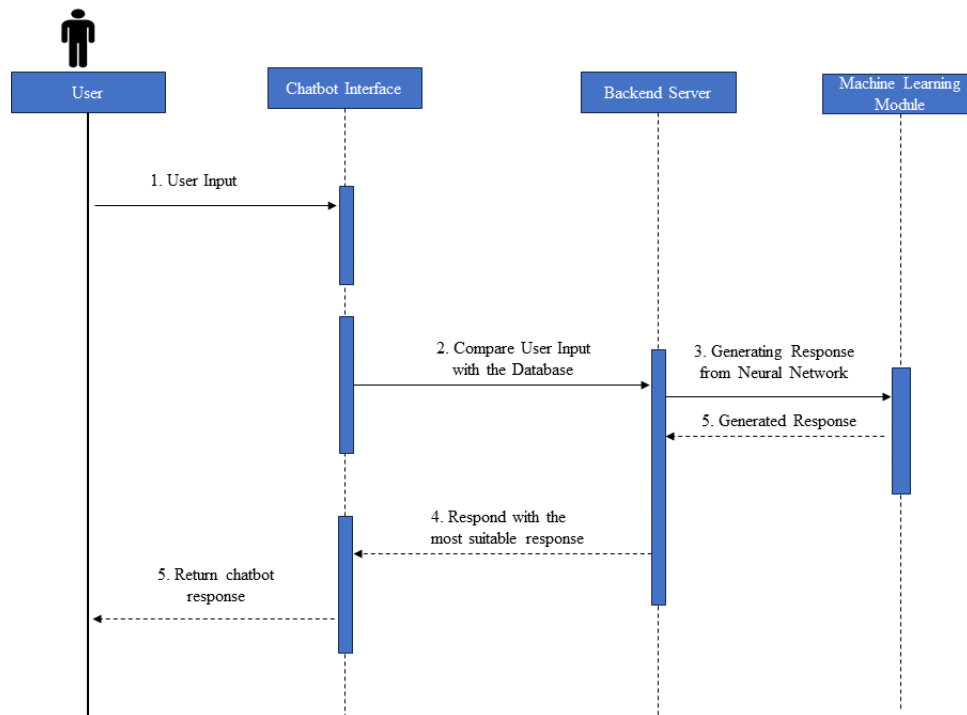 User
Chatbot Interface
Backend Server
Machine Learning
Module
1. User Input
2. Compare User Input
with the Database
3. Generating Response
from Neural Network
5. Generated Response
4. Respond with the
most suitable response
5. Return chatbot
response